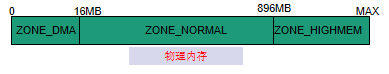 0 16MB 896MB MAX
ZONE_DMA ZONE_NORMAL ZONE_HIGHMEM
物理内存